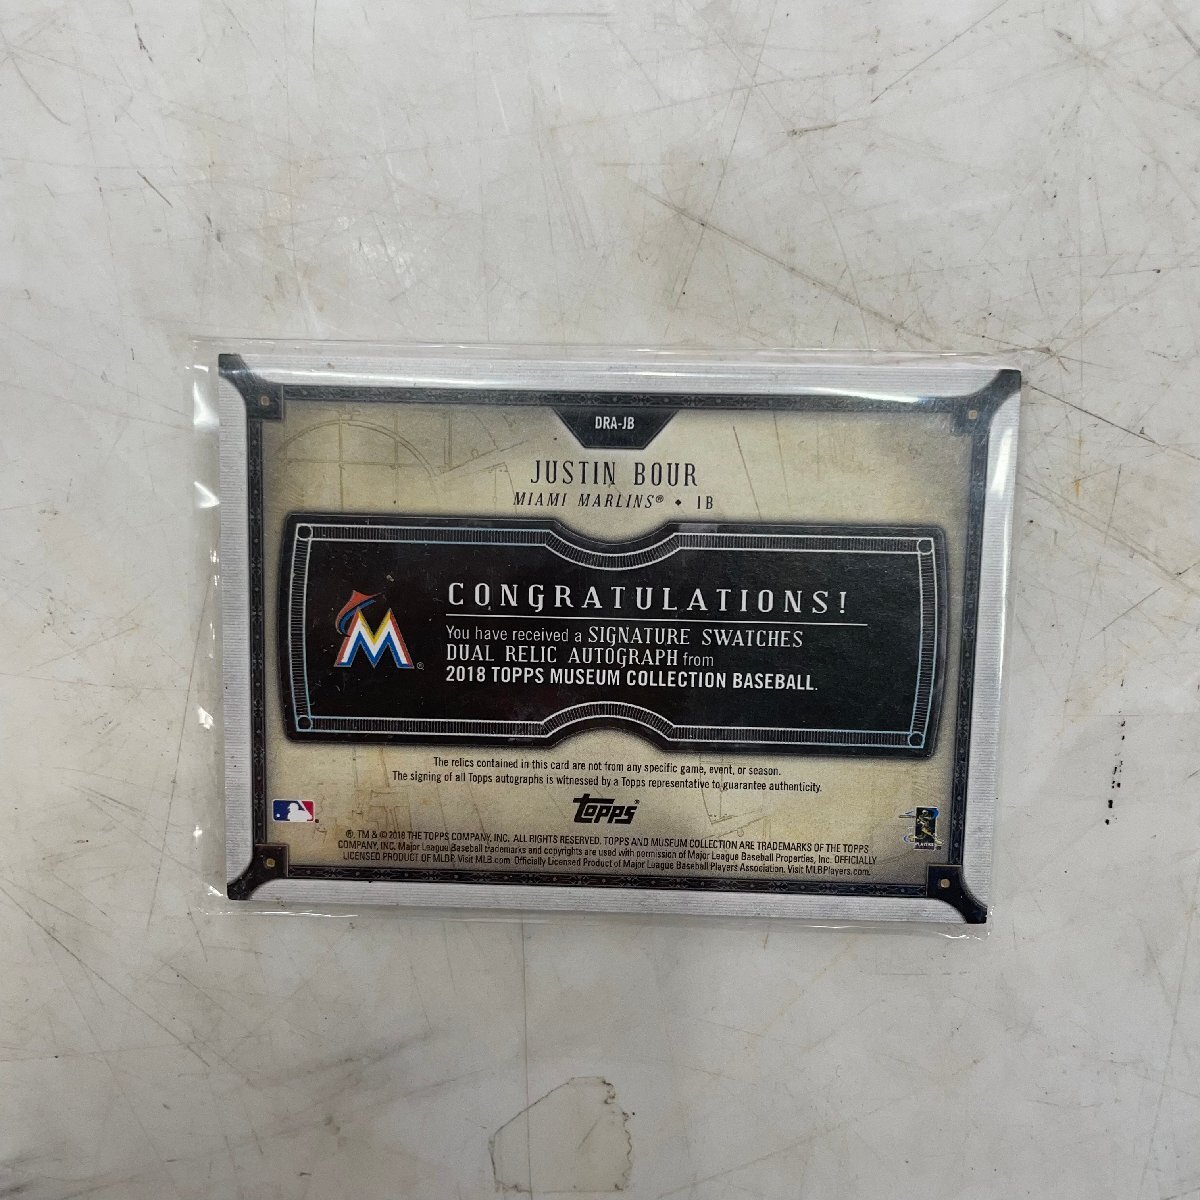 DRA-JB
JUSTIN BOUR
MIAMI MARLINS® ◆ 1B
CONGRATULATIONS!
You have received a SIGNATURE SWATCHES
DUAL RELIC AUTOGRAPH from
2018 TOPPS MUSEUM COLLECTION BASEBALL.
The relics contained in this card are not from any specific game, event, or season.
The signing of all Topps autographs is witnessed by a Topps representative to guarantee authenticity.
Topps®
®, TM & © 2018 THE TOPPS COMPANY, INC. ALL RIGHTS RESERVED. TOPPS AND MUSEUM COLLECTION ARE TRADEMARKS OF THE TOPPS
COMPANY, INC. Major League Baseball trademarks and copyrights are used with permission of Major League Baseball Properties, Inc. OFFICIALLY
LICENSED PRODUCT OF MLBP. Visit MLB.com. Officially Licensed Product of Major League Baseball Players Association. Visit MLBPlayers.com.